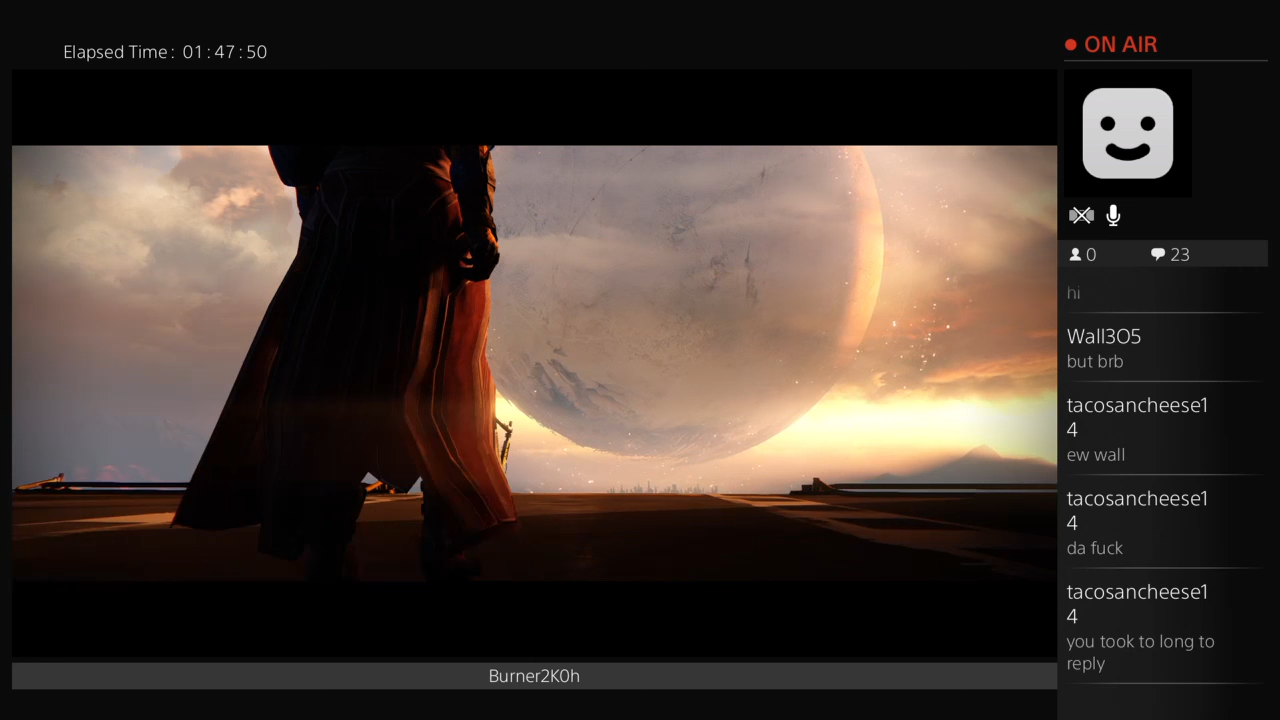 Elapsed Time: 01:47:50
ON AIR
0 23
hi
Wall3O5
but brb
tacosancheese1
4
ew wall
tacosancheese1
4
da fuck
tacosancheese1
4
you took to long to
reply
Burner2K0h